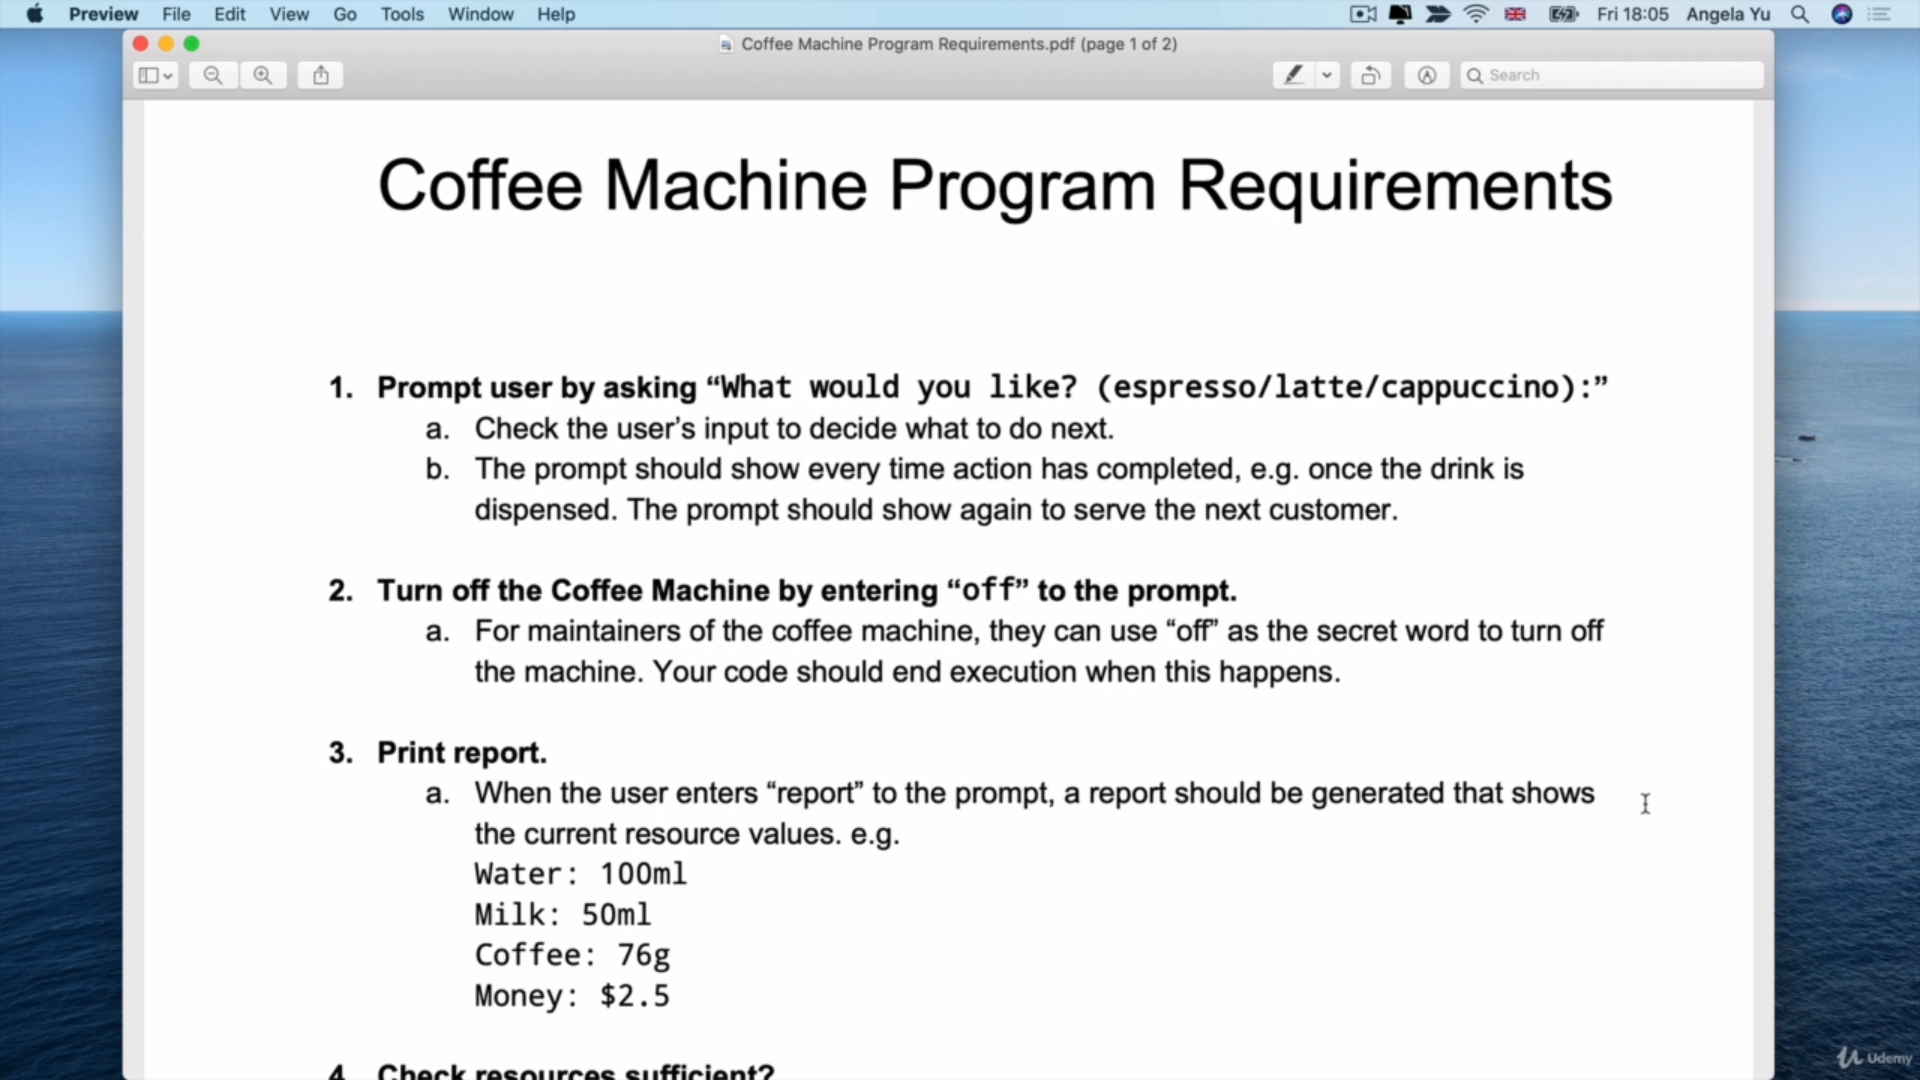 Preview File Edit View Go Tools Window Help Fri 18:05 Angela Yu
Coffee Machine Program Requirements.pdf (page 1 of 2)
Search
Coffee Machine Program Requirements
1. Prompt user by asking “What would you like? (espresso/latte/cappuccino):”
a. Check the user’s input to decide what to do next.
b. The prompt should show every time action has completed, e.g. once the drink is
dispensed. The prompt should show again to serve the next customer.
2. Turn off the Coffee Machine by entering “off” to the prompt.
a. For maintainers of the coffee machine, they can use “off” as the secret word to turn off
the machine. Your code should end execution when this happens.
3. Print report.
a. When the user enters “report” to the prompt, a report should be generated that shows
the current resource values. e.g.
Water: 100ml
Milk: 50ml
Coffee: 76g
Money: $2.5
4. Check resources sufficient?
Udemy